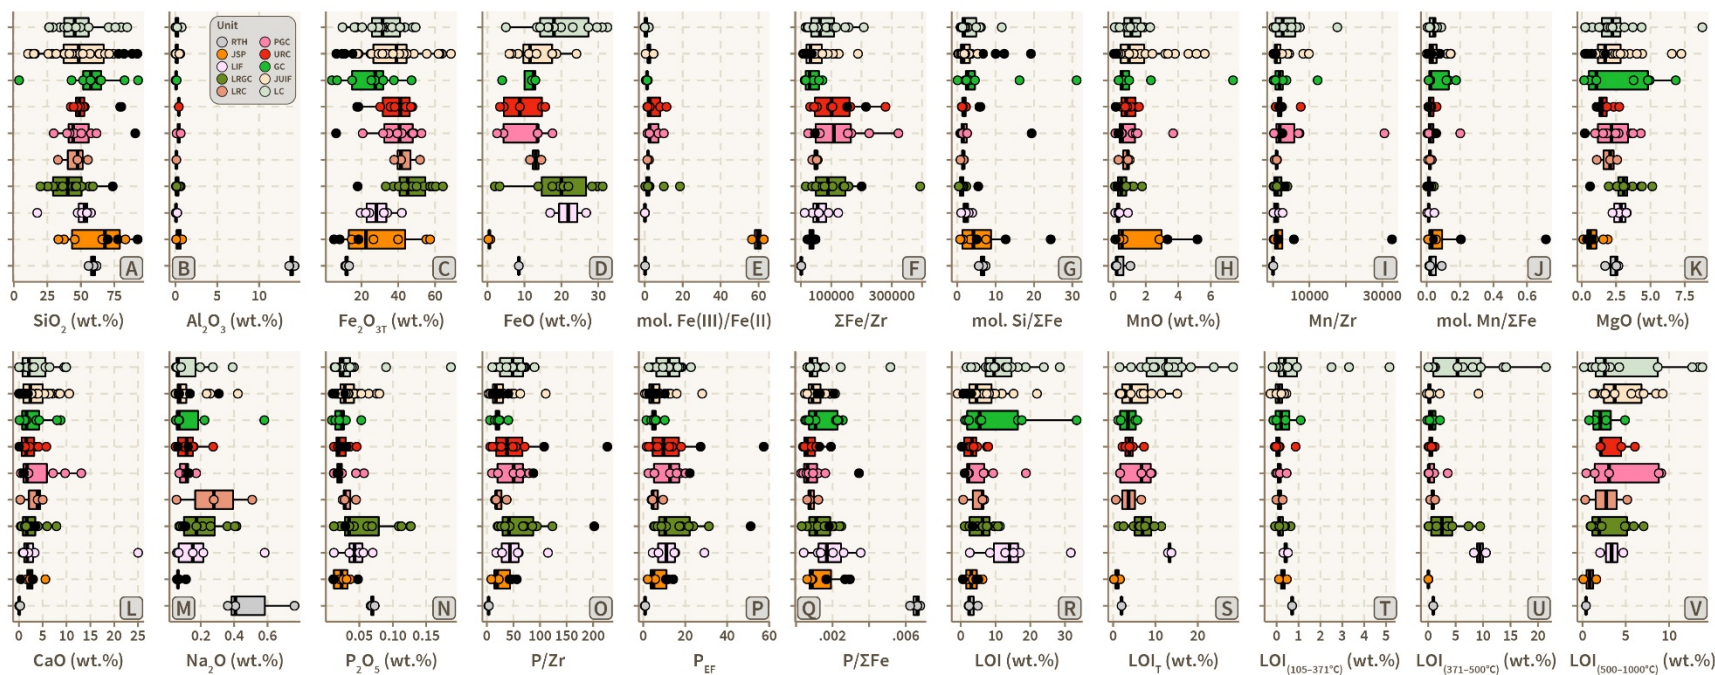 Unit
RTH PGC
JSP URC
LIF GC
LRGC JUIF
LRC LC
A B C D E F G H I J K
0 25 50 75
0 5 10
0 20 40 60
0 10 20 30
0 20 40 60
100000 300000
0 10 20 30
0 2 4 6
10000 30000
0.0 0.2 0.4 0.6
0.0 2.5 5.0 7.5
SiO₂ (wt.%) Al₂O₃ (wt.%) Fe₂O₃T (wt.%) FeO (wt.%) mol. Fe(III)/Fe(II) ΣFe/Zr mol. Si/ΣFe MnO (wt.%) Mn/Zr mol. Mn/ΣFe MgO (wt.%)
L M N O P Q R S T U V
0 5 10 15 20 25
0.2 0.4 0.6
0.05 0.10 0.15
0 50 100 150 200
0 20 40 60
.002 .006
0 10 20 30
0 10 20
0 1 2 3 4 5
0 5 10 15 20
0 5 10
CaO (wt.%) Na₂O (wt.%) P₂O₅ (wt.%) P/Zr P_EF P/ΣFe LOI (wt.%) LOI_T (wt.%) LOI(105–371°C) (wt.%) LOI(371–500°C) (wt.%) LOI(500–1000°C) (wt.%)